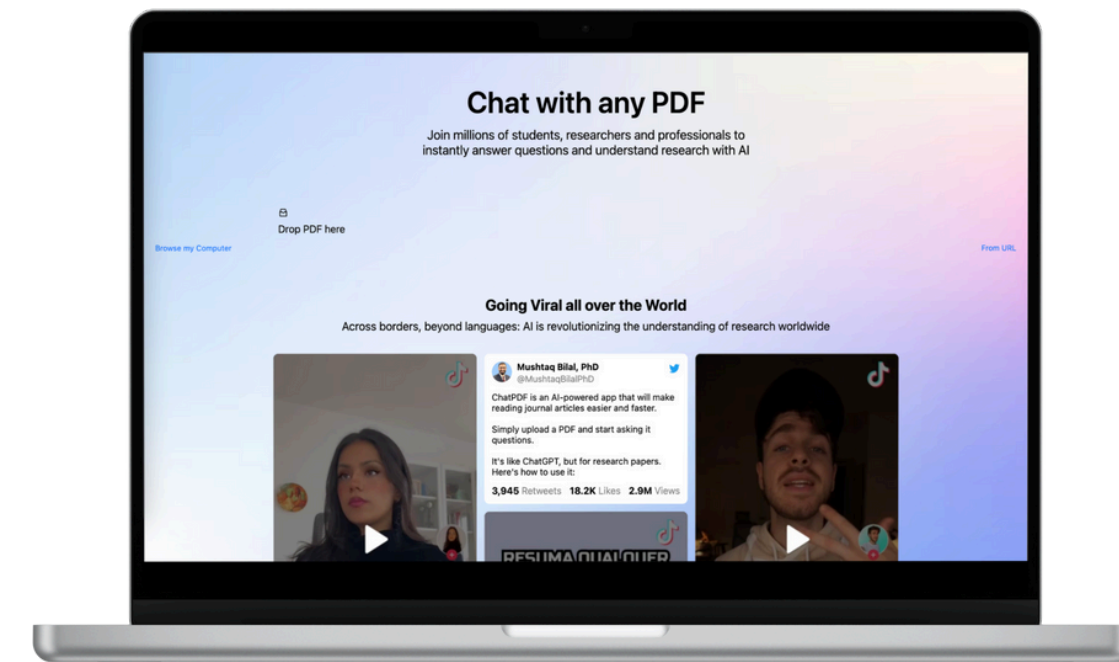 Chat with any PDF
Join millions of students, researchers and professionals to
instantly answer questions and understand research with AI
Drop PDF here
Browse my Computer
From URL
Going Viral all over the World
Across borders, beyond languages: AI is revolutionizing the understanding of research worldwide
Mushtaq Bilal, PhD
@MushtaqBilalPhD
ChatPDF is an AI-powered app that will make
reading journal articles easier and faster.
Simply upload a PDF and start asking it
questions.
It's like ChatGPT, but for research papers.
Here's how to use it:
3,945 Retweets 18.2K Likes 2.9M Views
RESUMA QUALQUER